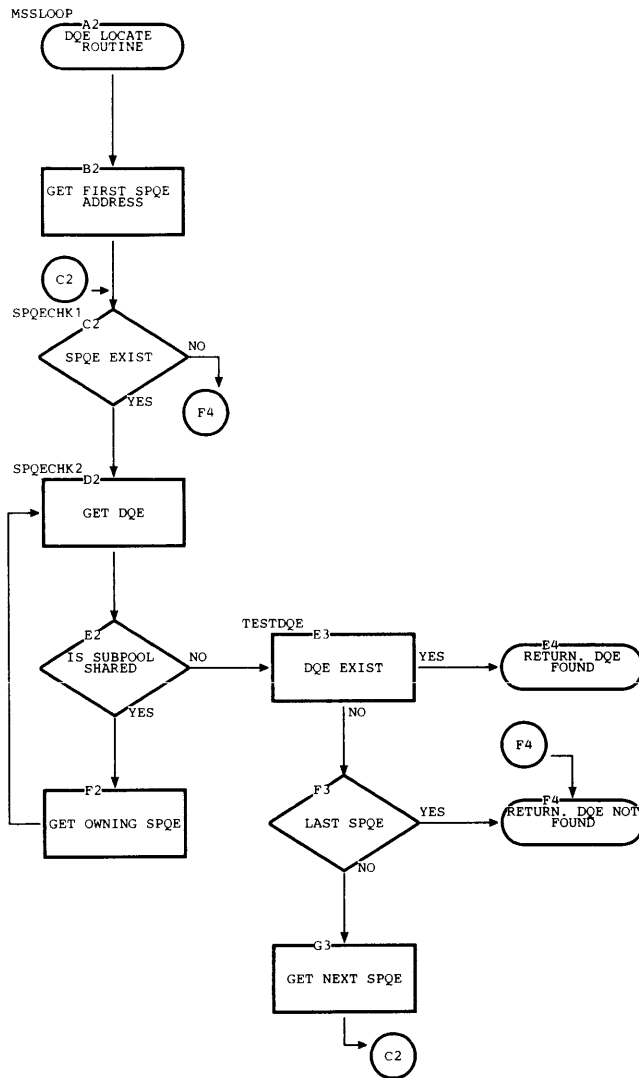 MSSLOOP
A2
DQE LOCATE
ROUTINE
B2
GET FIRST SPQE
ADDRESS
C2
SPQECHK1
C2
SPQE EXIST
NO
F4
YES
SPQECHK2
D2
GET DQE
E2
IS SUBPOOL
SHARED
NO
YES
TESTDQE
E3
DQE EXIST
YES
NO
E4
RETURN. DQE
FOUND
F4
F2
GET OWNING SPQE
F3
LAST SPQE
YES
NO
F4
RETURN. DQE NOT
FOUND
G3
GET NEXT SPQE
C2